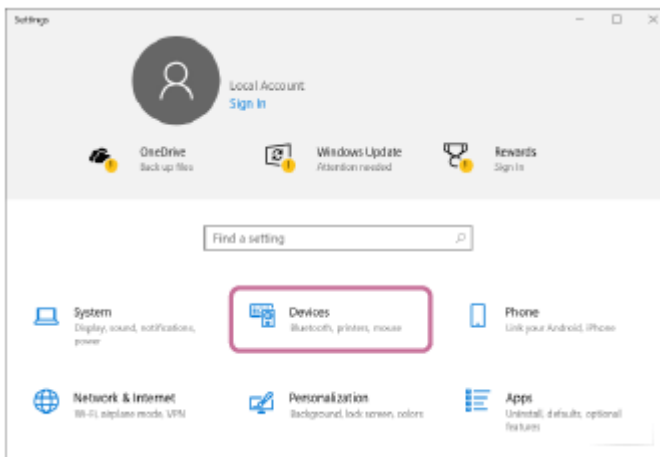 Settings
Local Account
Sign In
OneDrive
Back up files
Windows Update
Attention needed
Rewards
Sign In
Find a setting
System
Display, sound, notifications,
power
Devices
Bluetooth, printers, mouse
Phone
Link your Android, iPhone
Network & Internet
Wi-Fi, airplane mode, VPN
Personalization
Background, lock screen, colors
Apps
Uninstall, defaults, optional
features